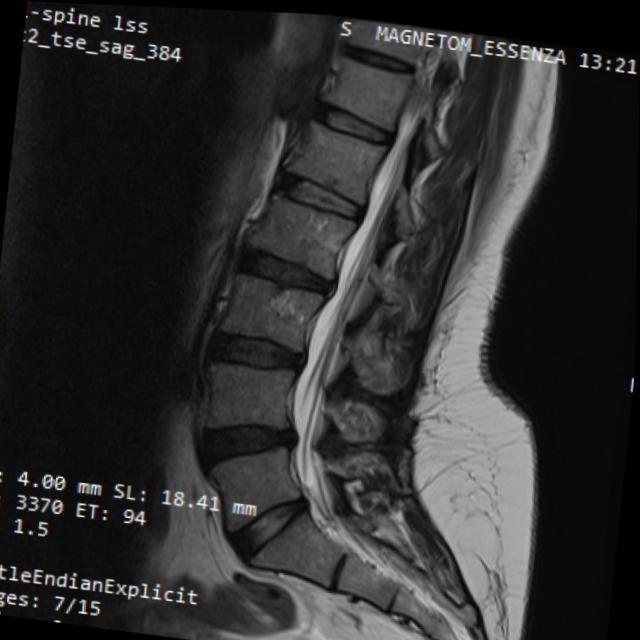 -spine lss
2_tse_sag_384
S MAGNETOM_ESSENZA 13:21
: 4.00 mm SL: 18.41 mm
3370 ET: 94
1.5
tleEndianExplicit
ges: 7/15